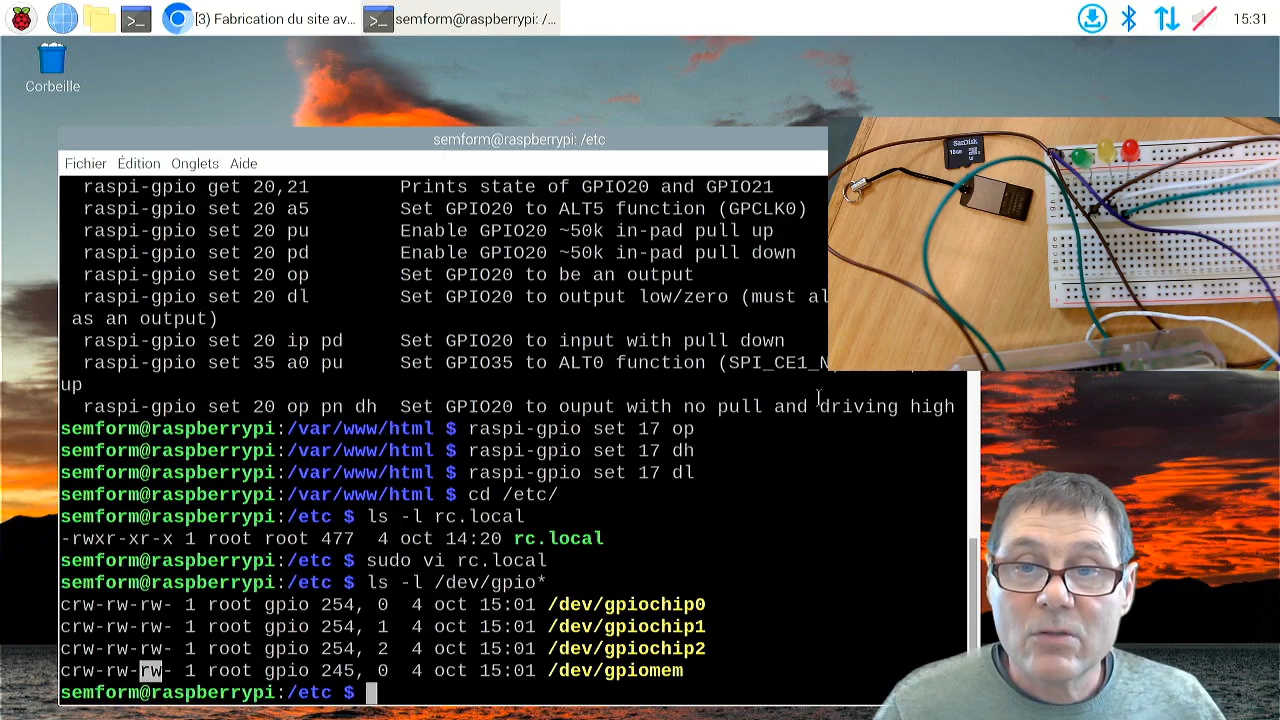 [3] Fabrication du site av...
semform@raspberrypi: /...
15:31
Corbeille
semform@raspberrypi: /etc
Fichier Édition Onglets Aide
raspi-gpio get 20,21 Prints state of GPIO20 and GPIO21
raspi-gpio set 20 a5 Set GPIO20 to ALT5 function (GPCLK0)
raspi-gpio set 20 pu Enable GPIO20 ~50k in-pad pull up
raspi-gpio set 20 pd Enable GPIO20 ~50k in-pad pull down
raspi-gpio set 20 op Set GPIO20 to be an output
raspi-gpio set 20 dl Set GPIO20 to output low/zero (must al
as an output)
raspi-gpio set 20 ip pd Set GPIO20 to input with pull down
raspi-gpio set 35 a0 pu Set GPIO35 to ALT0 function (SPI_CE1_N
up
raspi-gpio set 20 op pn dh Set GPIO20 to ouput with no pull and driving high
semform@raspberrypi:/var/www/html $ raspi-gpio set 17 op
semform@raspberrypi:/var/www/html $ raspi-gpio set 17 dh
semform@raspberrypi:/var/www/html $ raspi-gpio set 17 dl
semform@raspberrypi:/var/www/html $ cd /etc/
semform@raspberrypi:/etc $ ls -l rc.local
-rwxr-xr-x 1 root root 477 4 oct 14:20 rc.local
semform@raspberrypi:/etc $ sudo vi rc.local
semform@raspberrypi:/etc $ ls -l /dev/gpio*
crw-rw-rw- 1 root gpio 254, 0 4 oct 15:01 /dev/gpiochip0
crw-rw-rw- 1 root gpio 254, 1 4 oct 15:01 /dev/gpiochip1
crw-rw-rw- 1 root gpio 254, 2 4 oct 15:01 /dev/gpiochip2
crw-rw-rw- 1 root gpio 245, 0 4 oct 15:01 /dev/gpiomem
semform@raspberrypi:/etc $
SanDisk